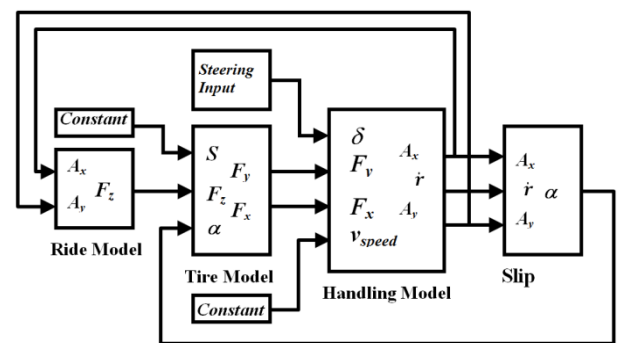 Steering
Input
Constant
A_x
A_y
F_z
Ride Model
S
F_y
F_z
F_x
α
Tire Model
Constant
δ
F_y
F_x
v_speed
A_x
ṙ
A_y
Handling Model
A_x
ṙ
α
A_y
Slip